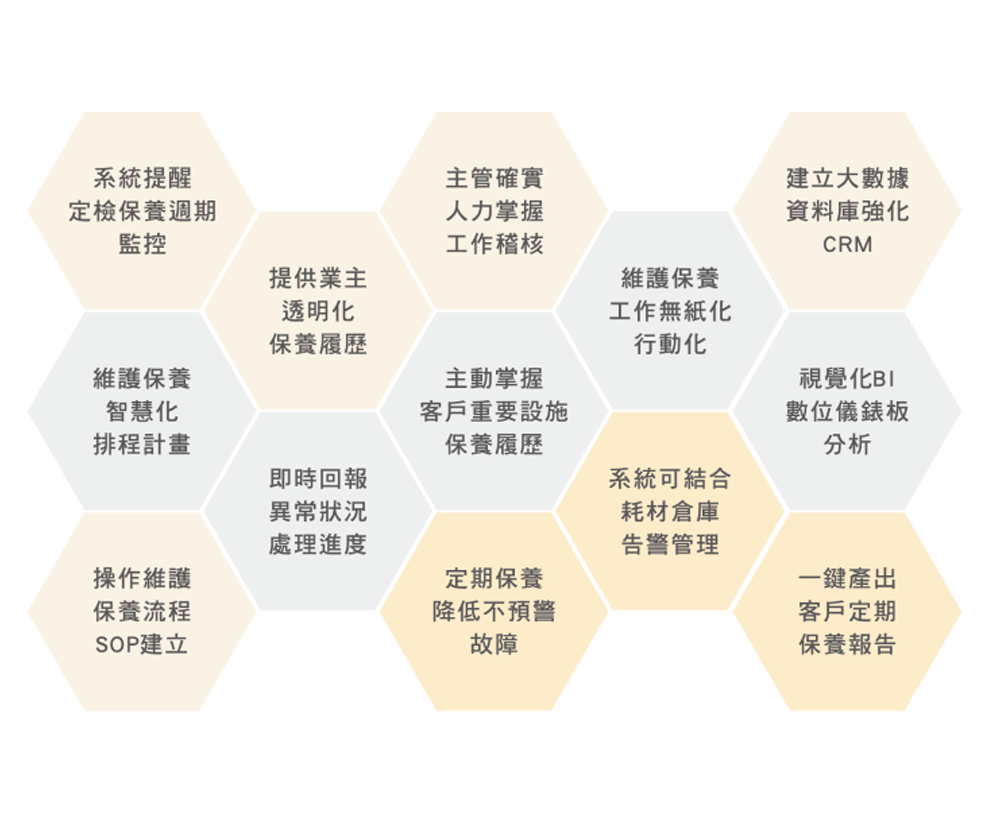 系統提醒
定檢保養週期
監控
主管確實
人力掌握
工作稽核
建立大數據
資料庫強化
CRM
提供業主
透明化
保養履歷
維護保養
工作無紙化
行動化
維護保養
智慧化
排程計畫
主動掌握
客戶重要設施
保養履歷
視覺化BI
數位儀錶板
分析
即時回報
異常狀況
處理進度
系統可結合
耗材倉庫
告警管理
操作維護
保養流程
SOP建立
定期保養
降低不預警
故障
一鍵產出
客戶定期
保養報告